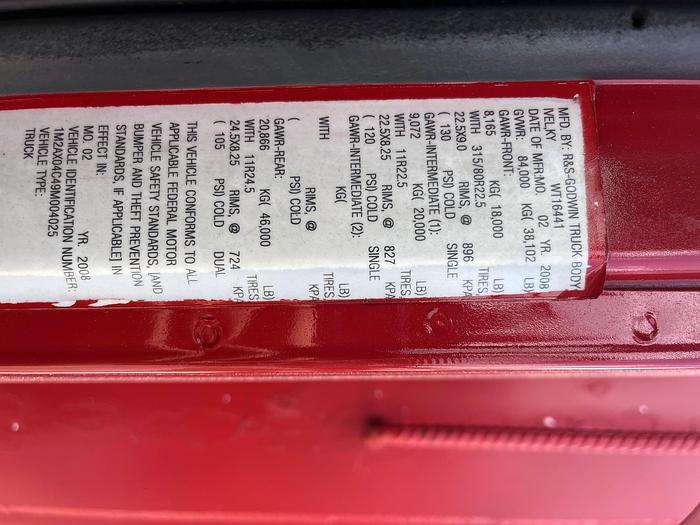 MFD. BY: R&S-GODWIN TRUCK BODY
IVEL, KY WT16441
DATE OF MFR:MO. 02 YR. 2008
GVWR: 84,000 KG( 38,102 LB)
GAWR-FRONT:
8,165 KG( 18,000 LB)
WITH 315/80R22.5 TIRES
22.5X9.0 RIMS, @ 896 KPA
( 130 PSI) COLD SINGLE
GAWR-INTERMEDIATE (1):
9,072 KG( 20,000 LB)
WITH 11R22.5 TIRES,
22.5X8.25 RIMS, @ 827 KPA
( 120 PSI) COLD SINGLE
GAWR-INTERMEDIATE (2):
KG( LB)
WITH TIRES,
RIMS, @ KPA
( PSI) COLD
GAWR-REAR:
20,866 KG( 46,000 LB)
WITH 11R24.5 TIRES
24.5X8.25 RIMS, @ 724 KPA
( 105 PSI) COLD DUAL
THIS VEHICLE CONFORMS TO ALL
APPLICABLE FEDERAL MOTOR
VEHICLE SAFETY STANDARDS, [AND
BUMPER AND THEFT PREVENTION
STANDARDS, IF APPLICABLE] IN
EFFECT IN:
MO. 02 YR. 2008
VEHICLE IDENTIFICATION NUMBER:
1M2AX04C49M004025
VEHICLE TYPE:
TRUCK